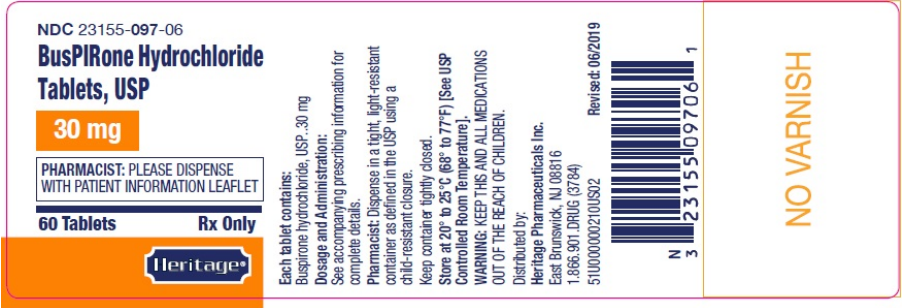 NDC 23155-097-06
BusPIRone Hydrochloride
Tablets, USP
30 mg
PHARMACIST: PLEASE DISPENSE
WITH PATIENT INFORMATION LEAFLET
60 Tablets Rx Only
Heritage®
Each tablet contains:
Buspirone hydrochloride, USP..30 mg
Dosage and Administration:
See accompanying prescribing information for
complete details.
Pharmacist: Dispense in a tight, light-resistant
container as defined in the USP using a
child-resistant closure.
Keep container tightly closed.
Store at 20° to 25°C (68° to 77°F) [See USP
Controlled Room Temperature].
WARNING: KEEP THIS AND ALL MEDICATIONS
OUT OF THE REACH OF CHILDREN.
Distributed by:
Heritage Pharmaceuticals Inc.
East Brunswick, NJ 08816
1.866.901.DRUG (3784)
51U000000210US02 Revised: 06/2019
N
3 23155 09706 1
NO VARNISH